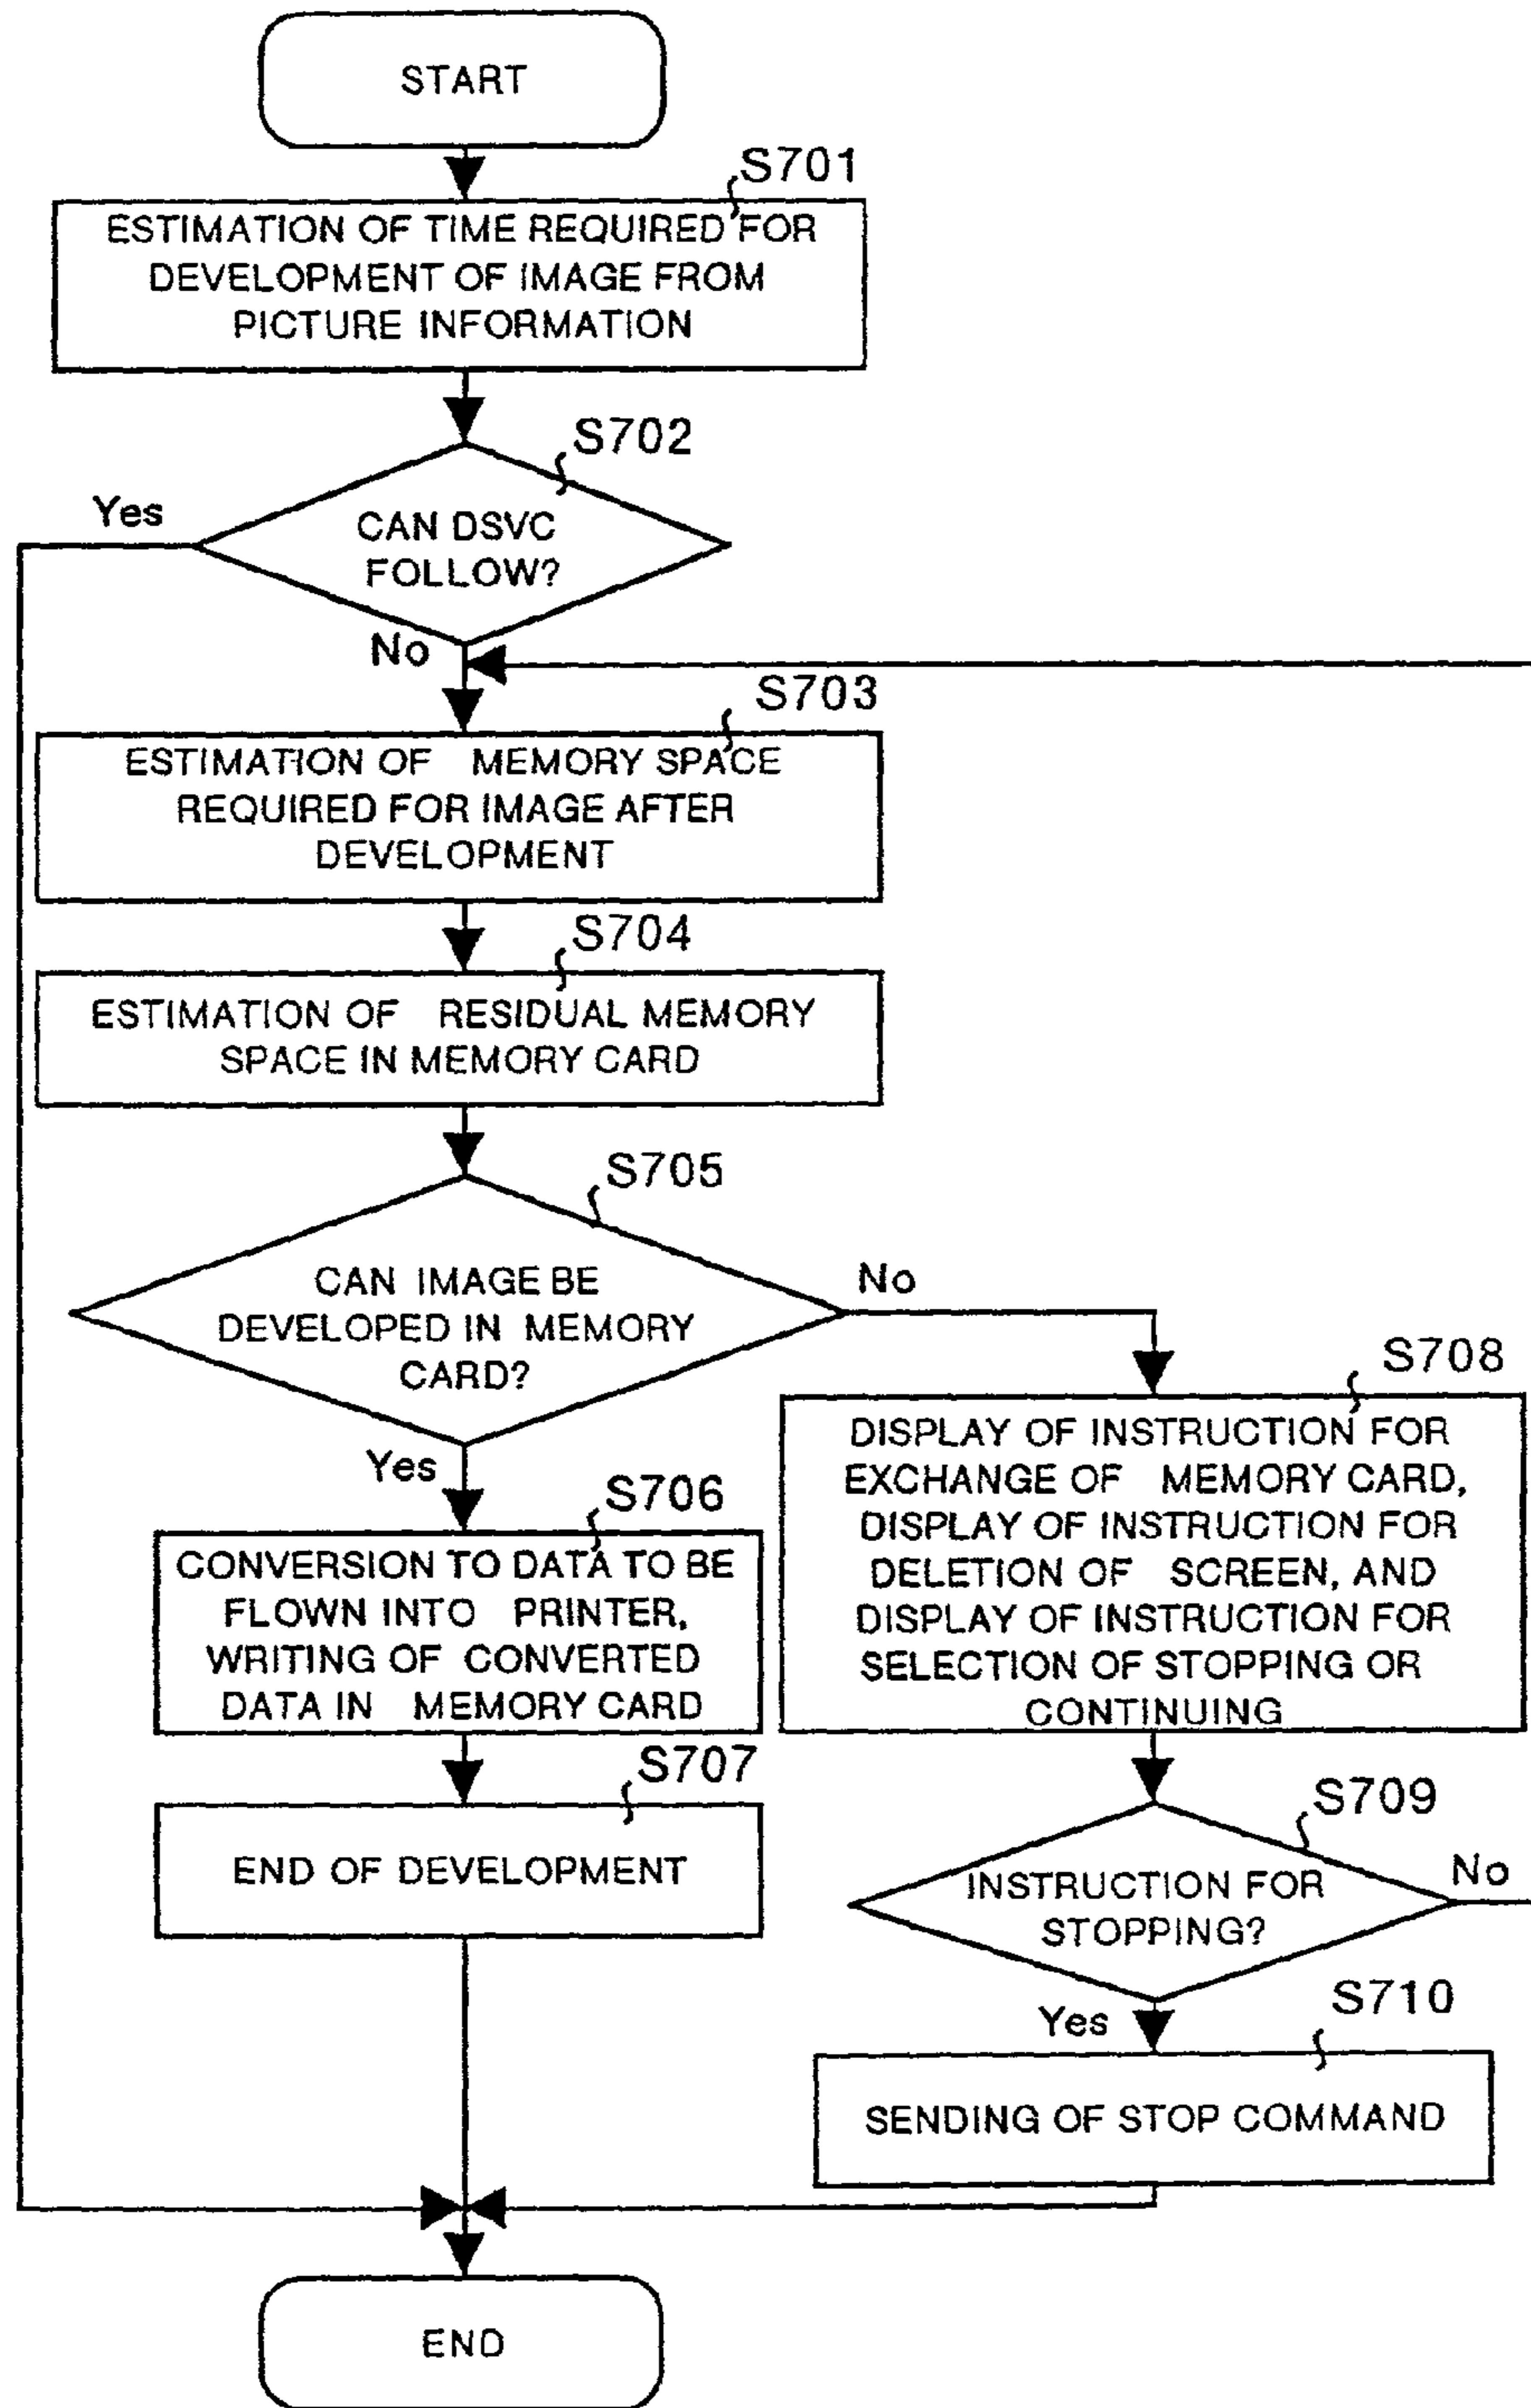 START
S701
ESTIMATION OF TIME REQUIRED FOR
DEVELOPMENT OF IMAGE FROM
PICTURE INFORMATION
S702
Yes
CAN DSVC
FOLLOW?
No
S703
ESTIMATION OF MEMORY SPACE
REQUIRED FOR IMAGE AFTER
DEVELOPMENT
S704
ESTIMATION OF RESIDUAL MEMORY
SPACE IN MEMORY CARD
S705
CAN IMAGE BE
DEVELOPED IN MEMORY
CARD?
No
Yes
S706
CONVERSION TO DATA TO BE
FLOWN INTO PRINTER,
WRITING OF CONVERTED
DATA IN MEMORY CARD
S707
END OF DEVELOPMENT
S708
DISPLAY OF INSTRUCTION FOR
EXCHANGE OF MEMORY CARD,
DISPLAY OF INSTRUCTION FOR
DELETION OF SCREEN, AND
DISPLAY OF INSTRUCTION FOR
SELECTION OF STOPPING OR
CONTINUING
S709
INSTRUCTION FOR
STOPPING?
No
Yes
S710
SENDING OF STOP COMMAND
END